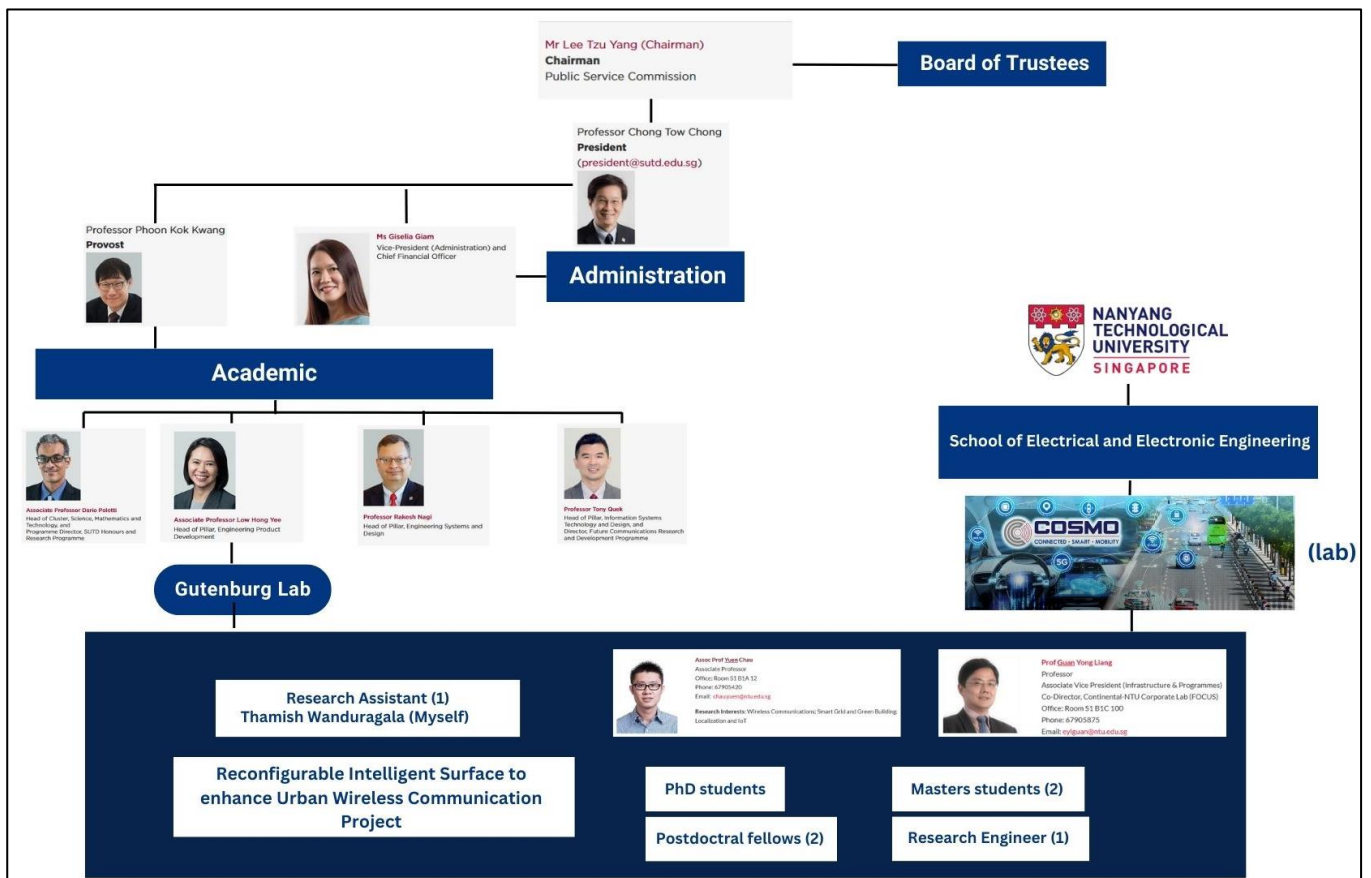 Mr Lee Tzu Yang (Chairman)
Chairman
Public Service Commission
Board of Trustees
Professor Chong Tow Chong
President
(president@sutd.edu.sg)
Professor Phoon Kok Kwang
Provost
Ms Giselia Giam
Vice-President (Administration) and
Chief Financial Officer
Administration
Academic
NANYANG
TECHNOLOGICAL
UNIVERSITY
SINGAPORE
School of Electrical and Electronic Engineering
Associate Professor Dario Poletti
Head of Cluster, Science, Mathematics and
Technology, and
Programme Director, SUTD Honours and
Research Programme
Associate Professor Low Hong Yee
Head of Pillar, Engineering Product
Development
Professor Rakesh Nagi
Head of Pillar, Engineering Systems and
Design
Professor Tony Quek
Head of Pillar, Information Systems
Technology and Design, and
Director, Future Communications Research
and Development Programme
COSMO
CONNECTED - SMART - MOBILITY
5G
(lab)
Gutenburg Lab
Research Assistant (1)
Thamish Wanduragala (Myself)
Reconfigurable Intelligent Surface to
enhance Urban Wireless Communication
Project
Assoc Prof Yuen Chau
Associate Professor
Office: Room S1 B1A 12
Phone: 67905420
Email: chau.yuen@ntu.edu.sg
Research Interests: Wireless Communications; Smart Grid and Green Building;
Localization and IoT
Prof Guan Yong Liang
Professor
Associate Vice President (Infrastructure & Programmes)
Co-Director, Continental-NTU Corporate Lab (FOCUS)
Office: Room S1 B1C 100
Phone: 67905875
Email: eylguan@ntu.edu.sg
PhD students
Masters students (2)
Postdoctral fellows (2)
Research Engineer (1)